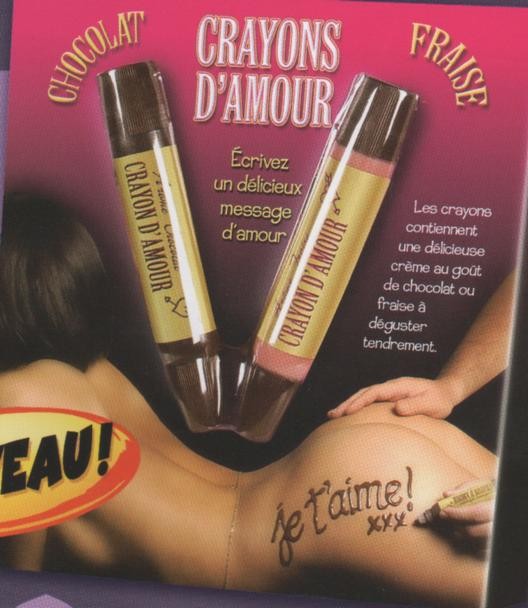 CHOCOLAT
CRAYONS
D'AMOUR
FRAISE
Écrivez
un délicieux
message
d'amour
Les crayons
contiennent
une délicieuse
crème au goût
de chocolat ou
fraise à
déguster
tendrement.
CRAYON D'AMOUR
CRAYON D'AMOUR
EAU!
je t'aime!
xxx